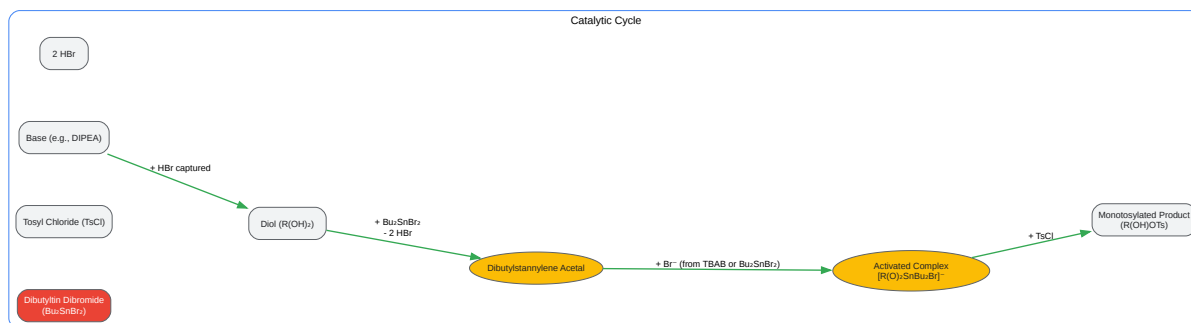 Catalytic Cycle
2 HBr
Base (e.g., DIPEA)
+ HBr captured
Tosyl Chloride (TsCl)
Diol (R(OH)₂)
+ Bu₂SnBr₂
- 2 HBr
Dibutylstannylene Acetal
+ Br⁻ (from TBAB or Bu₂SnBr₂)
Activated Complex
[R(O)₂SnBu₂Br]⁻
+ TsCl
Monotosylated Product
(R(OH)OTs)
Dibutyltin Dibromide
(Bu₂SnBr₂)